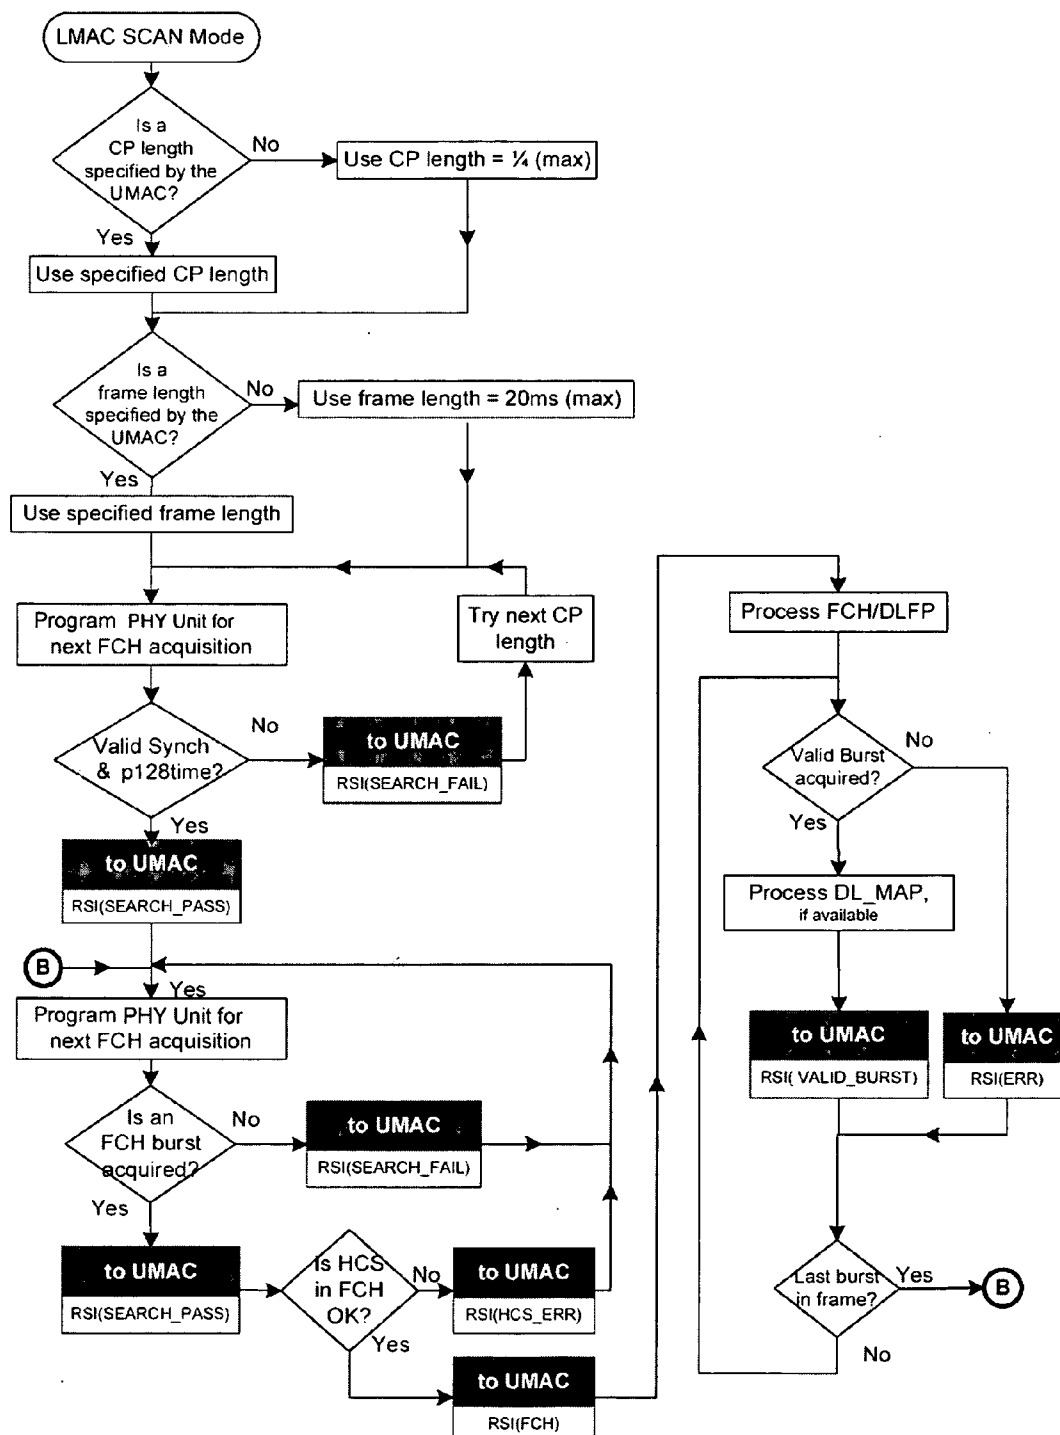 LMAC SCAN Mode
Is a
CP length
specified by the
UMAC?
No
Use CP length = ¼ (max)
Yes
Use specified CP length
Is a
frame length
specified by the
UMAC?
No
Use frame length = 20ms (max)
Yes
Use specified frame length
Program PHY Unit for
next FCH acquisition
Try next CP
length
Valid Synch
& p128time?
No
to UMAC
RSI(SEARCH_FAIL)
Yes
to UMAC
RSI(SEARCH_PASS)
B
Yes
Program PHY Unit for
next FCH acquisition
Is an
FCH burst
acquired?
No
to UMAC
RSI(SEARCH_FAIL)
Yes
to UMAC
RSI(SEARCH_PASS)
Is HCS
in FCH
OK?
No
to UMAC
RSI(HCS_ERR)
Yes
to UMAC
RSI(FCH)
Process FCH/DLFP
Valid Burst
acquired?
No
Yes
Process DL_MAP,
if available
to UMAC
RSI( VALID_BURST)
to UMAC
RSI(ERR)
Last burst
in frame?
Yes
B
No